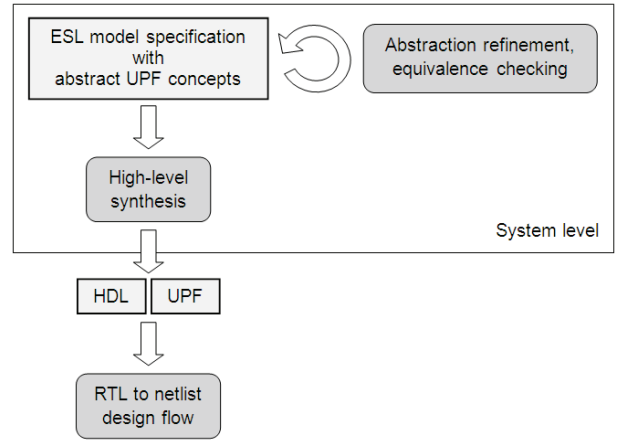 ESL model specification
with
abstract UPF concepts
Abstraction refinement,
equivalence checking
High-level
synthesis
System level
HDL
UPF
RTL to netlist
design flow